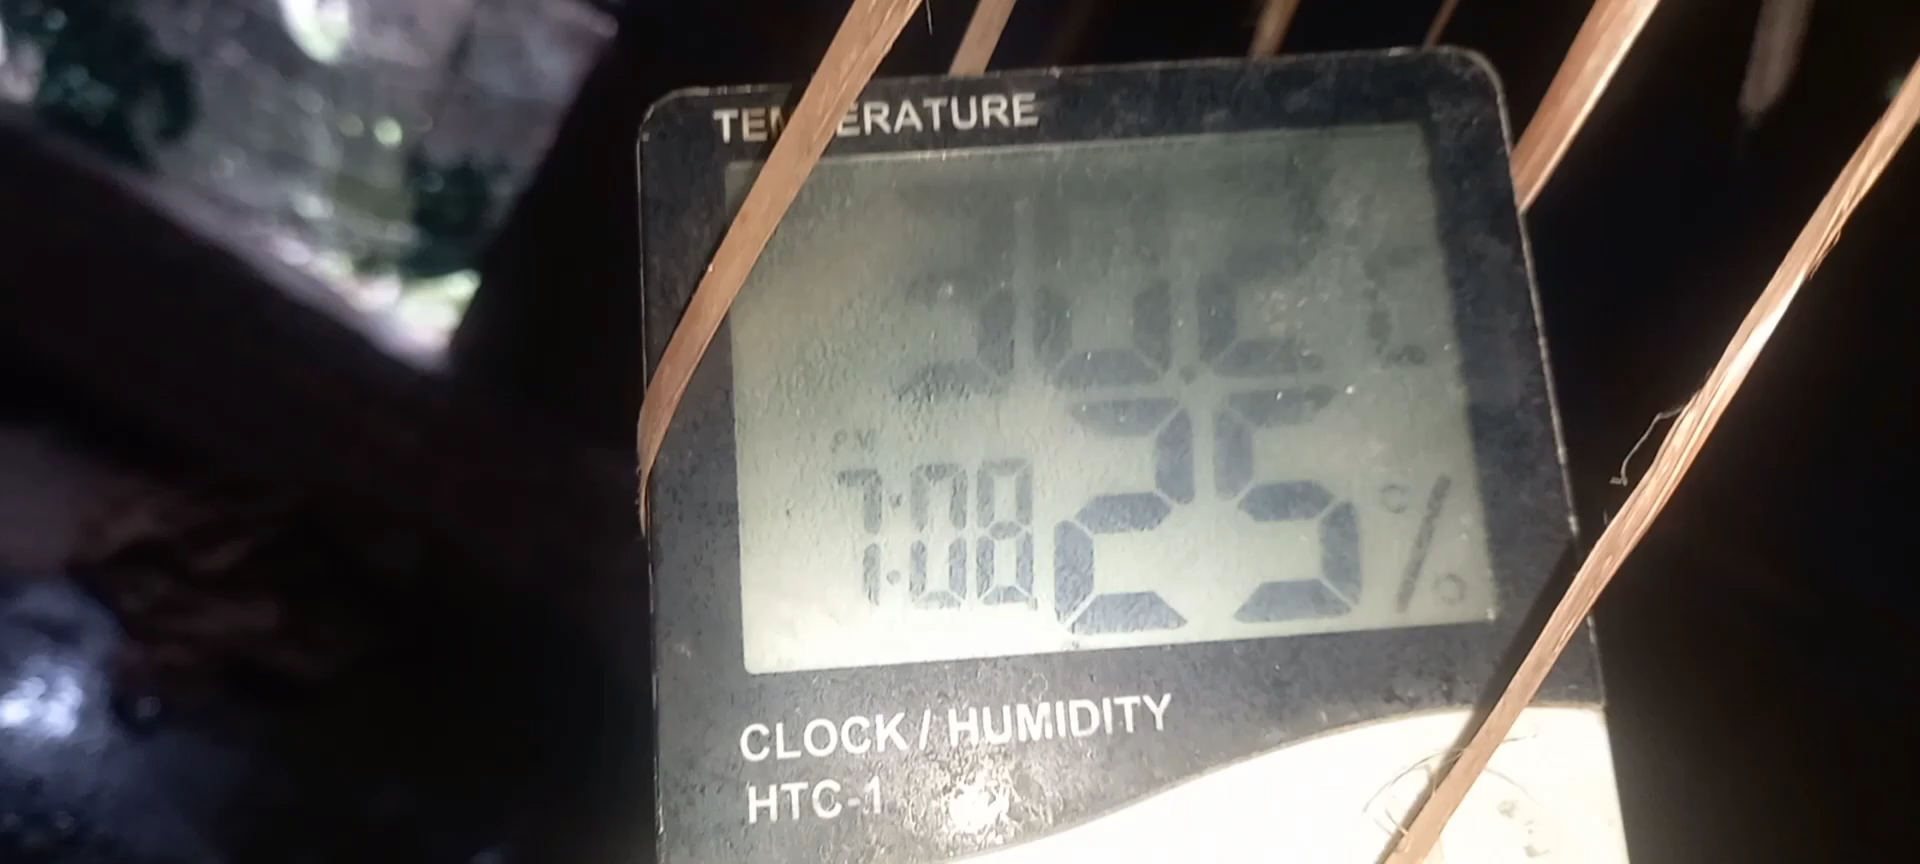 TEMPERATURE
PM
7:08 25 %
CLOCK / HUMIDITY
HTC-1